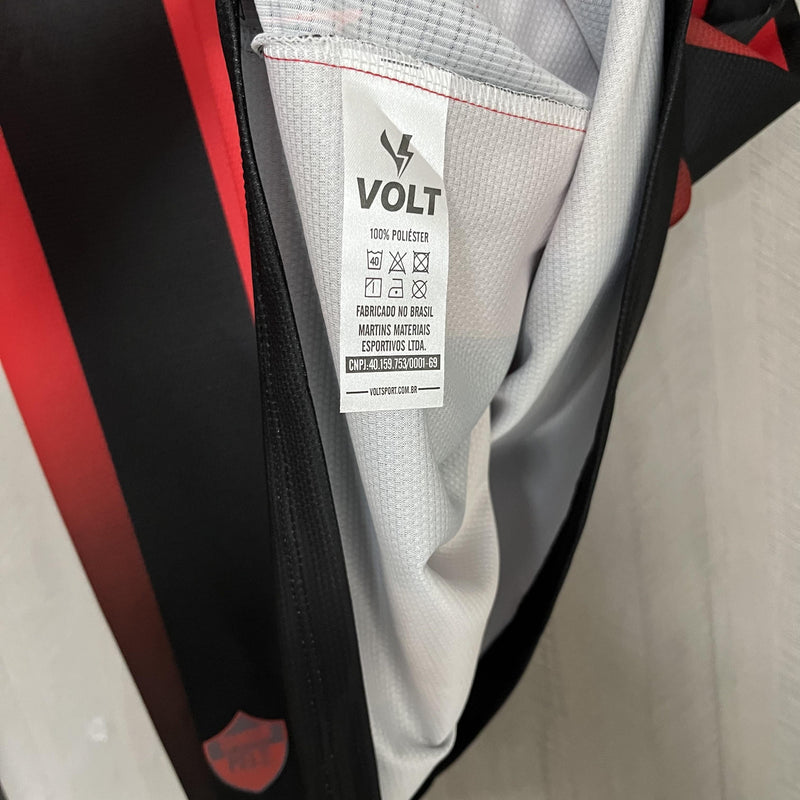 VOLT
100% POLIÉSTER
40
FABRICADO NO BRASIL
MARTINS MATERIAIS
ESPORTIVOS LTDA.
CNPJ:40.159.753/0001-69
VOLTSPORT.COM.BR